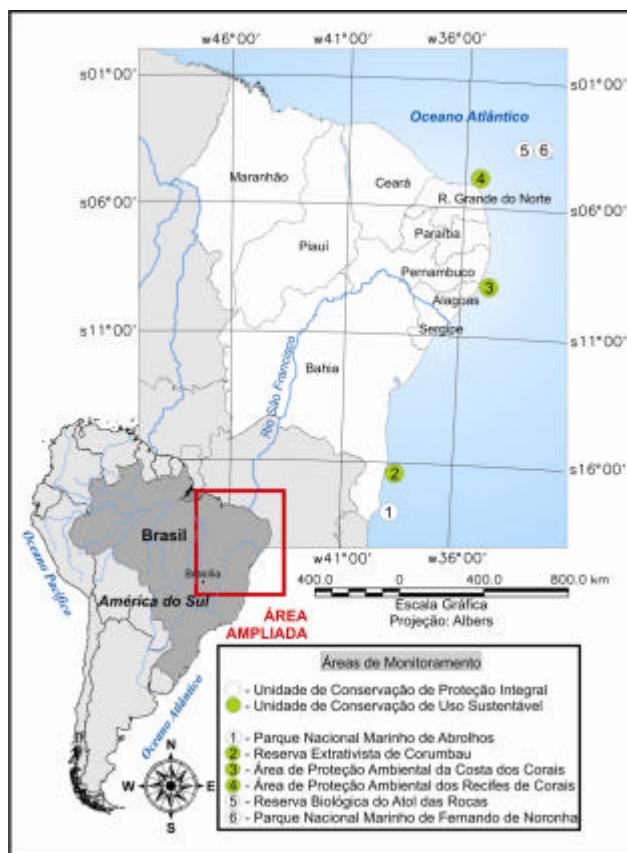 w46°00'
w41°00'
w36°00'
s01°00'
s01°00'
Oceano Atlântico
5 6
4
Maranhão
Ceará
R. Grande do Norte
s06°00'
s06°00'
Paraíba
Piauí
Pernambuco
3
Alagoas
s11°00'
Sergipe
s11°00'
Bahia
Rio São Francisco
2
s16°00'
1
w41°00'
w36°00'
Brasil
Brasília
Oceano Pacífico
América do Sul
ÁREA
AMPLIADA
400.0 0 400.0 800.0 km
Escala Gráfica
Projeção: Albers
Oceano Atlântico
N
W E
S
Áreas de Monitoramento
- Unidade de Conservação de Proteção Integral
- Unidade de Conservação de Uso Sustentável
1 - Parque Nacional Marinho de Abrolhos
2 - Reserva Extrativista de Corumbau
3 - Área de Proteção Ambiental da Costa dos Corais
4 - Área de Proteção Ambiental dos Recifes de Corais
5 - Reserva Biológica do Atol das Rocas
6 - Parque Nacional Marinho de Fernando de Noronha